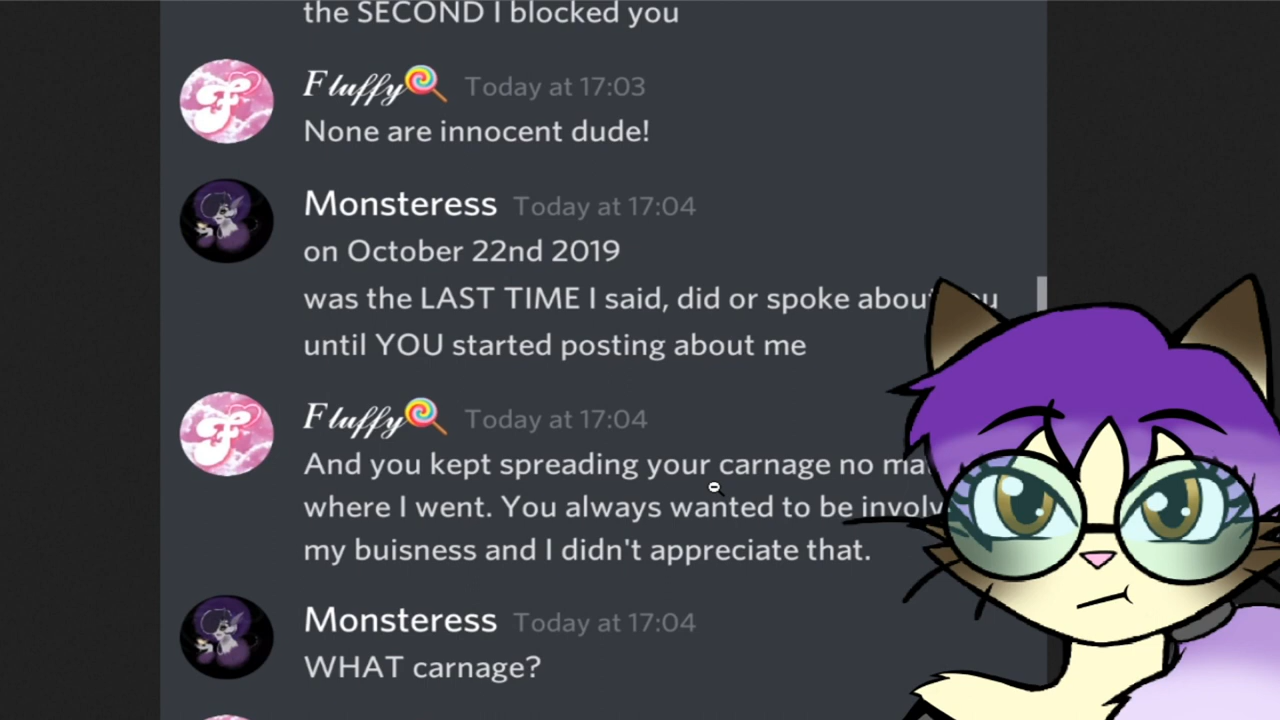 the SECOND I blocked you
Fluffy🍭 Today at 17:03
None are innocent dude!
Monsteress Today at 17:04
on October 22nd 2019
was the LAST TIME I said, did or spoke about
until YOU started posting about me
Fluffy🍭 Today at 17:04
And you kept spreading your carnage no
where I went. You always wanted to be
my buisness and I didn't appreciate that.
Monsteress Today at 17:04
WHAT carnage?